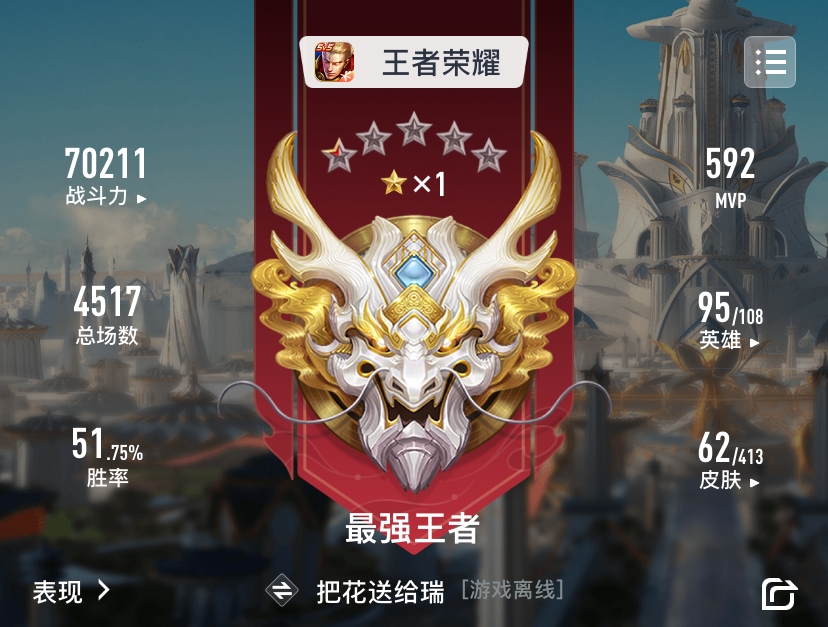 王者荣耀
×1
70211
战斗力
592
MVP
4517
总场数
95/108
英雄
51.75%
胜率
62/413
皮肤
最强王者
表现
把花送给瑞 [游戏离线]